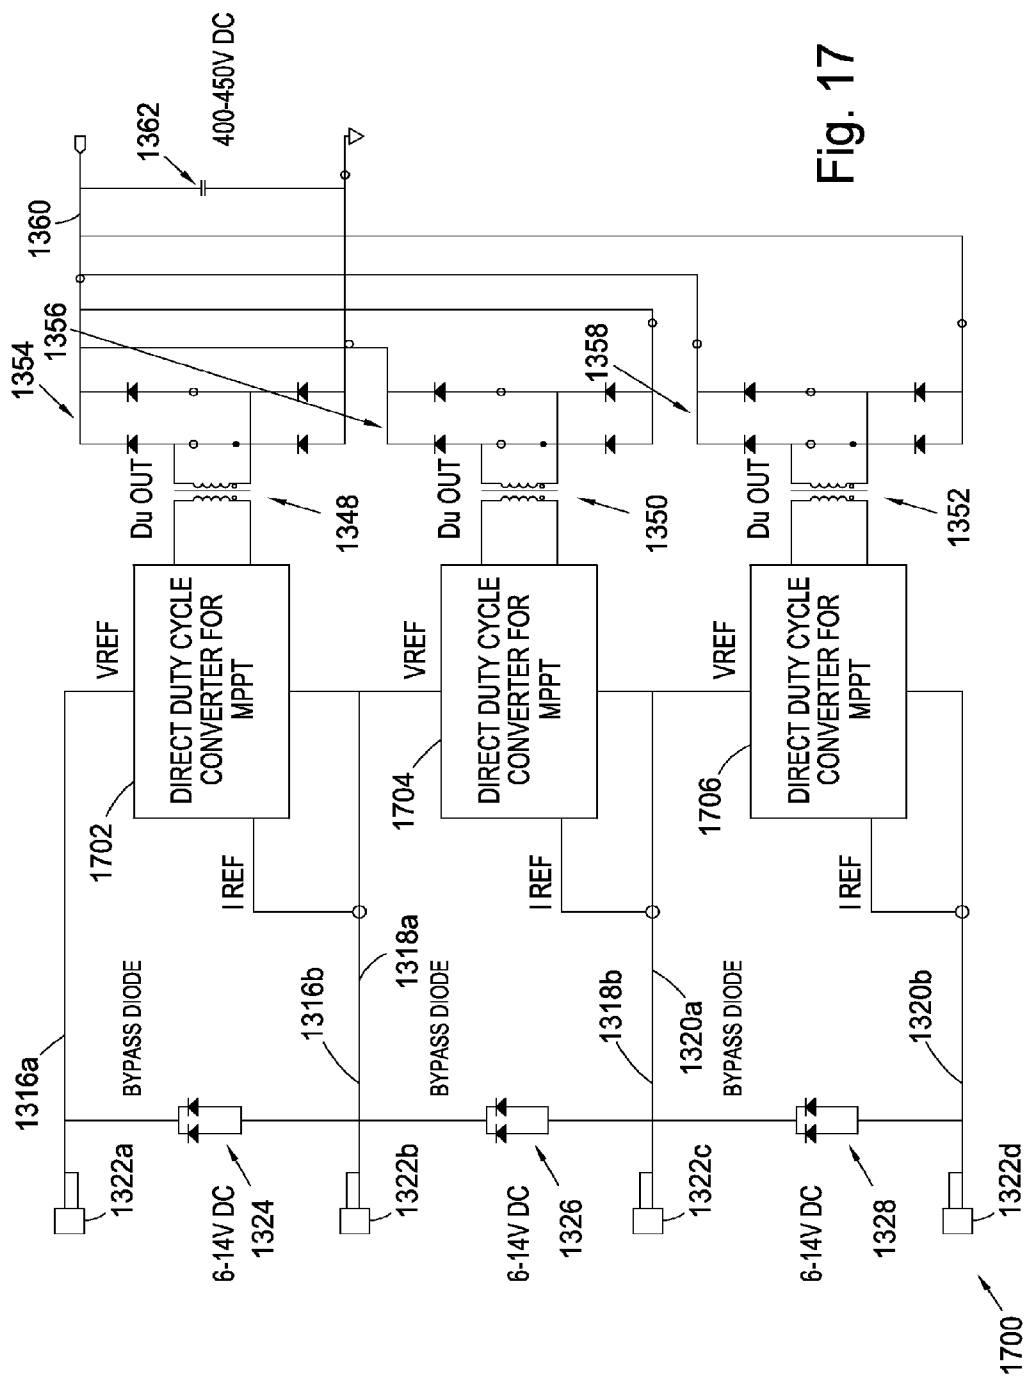 1316a
1322a
BYPASS DIODE
6-14V DC
1324
1316b
1318a
1322b
I REF
1702
VREF
DIRECT DUTY CYCLE
CONVERTER FOR
MPPT
Du OUT
1348
1354
1356
1360
1362
400-450V DC
BYPASS DIODE
6-14V DC
1326
1318b
1320a
1322c
I REF
1704
VREF
DIRECT DUTY CYCLE
CONVERTER FOR
MPPT
Du OUT
1350
1358
BYPASS DIODE
6-14V DC
1328
1320b
1322d
I REF
1706
VREF
DIRECT DUTY CYCLE
CONVERTER FOR
MPPT
Du OUT
1352
1700
Fig. 17